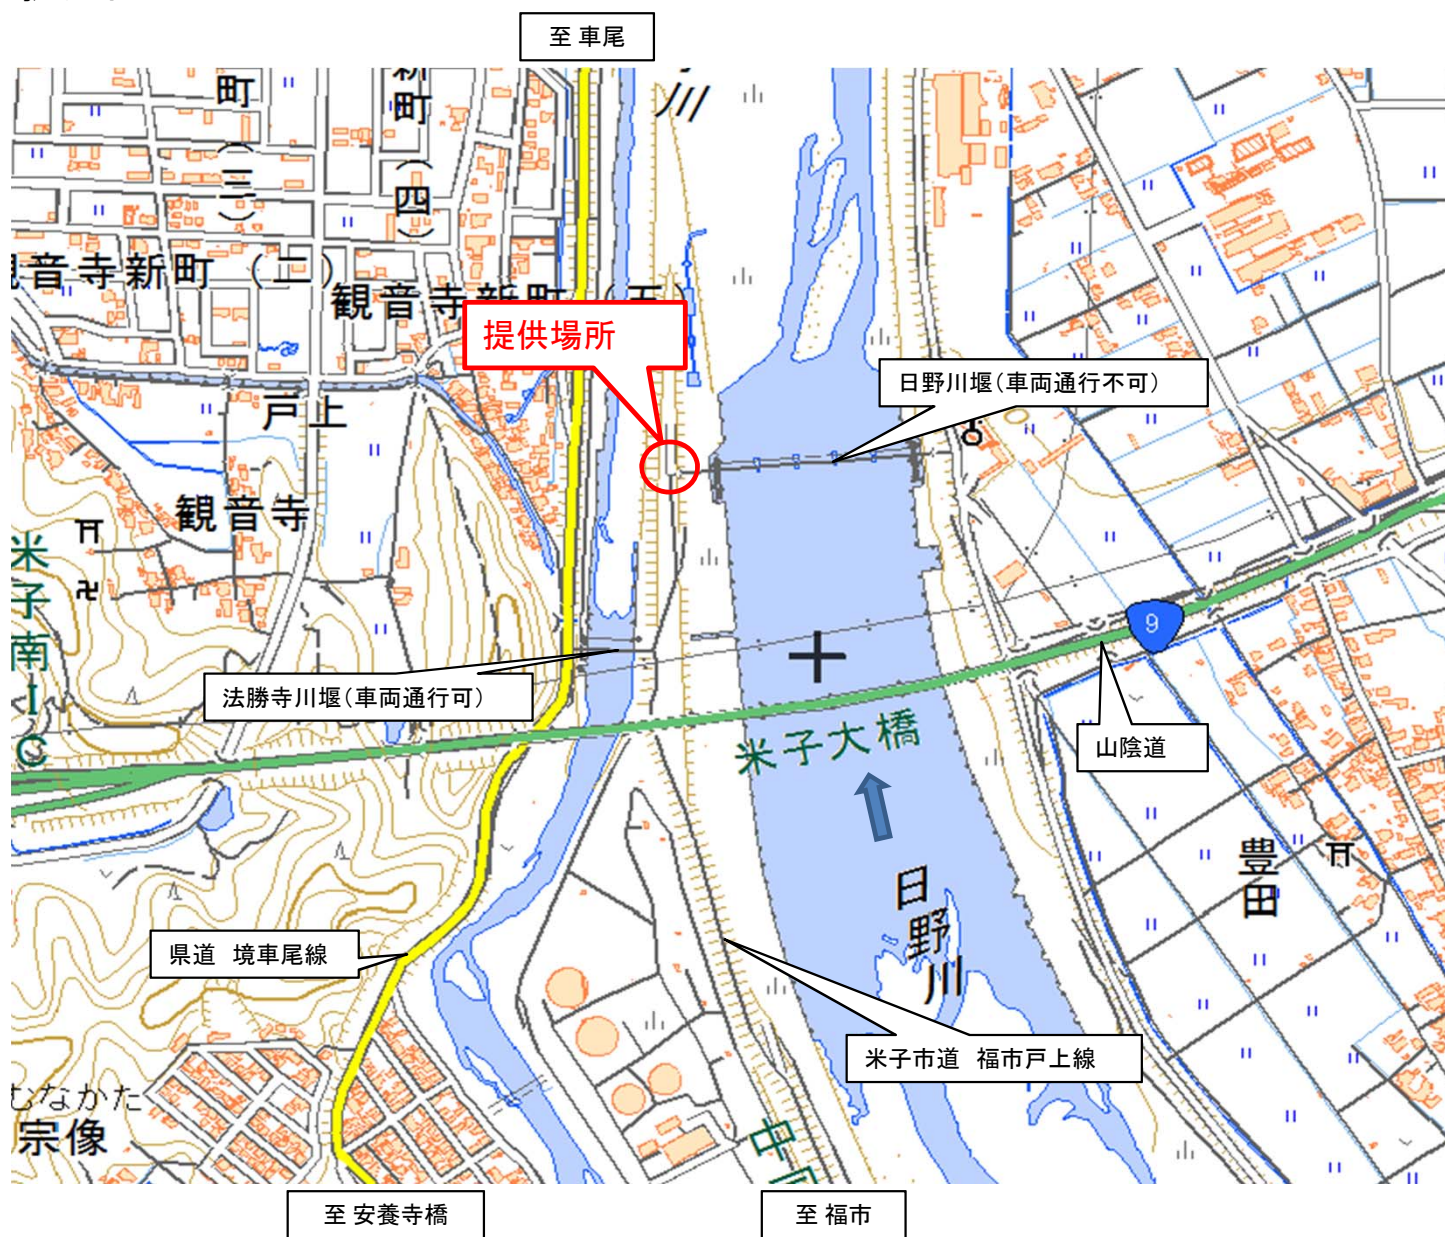 至 車尾
川
町（三）
新町（四）
観音寺新町（二）
観音寺新町（五）
提供場所
日野川堰（車両通行不可）
戸上
観音寺
米子南IC
9
法勝寺川堰（車両通行可）
米子大橋
山陰道
豊田
日野川
県道　境車尾線
米子市道　福市戸上線
むなかた
宗像
中
至 安養寺橋
至 福市